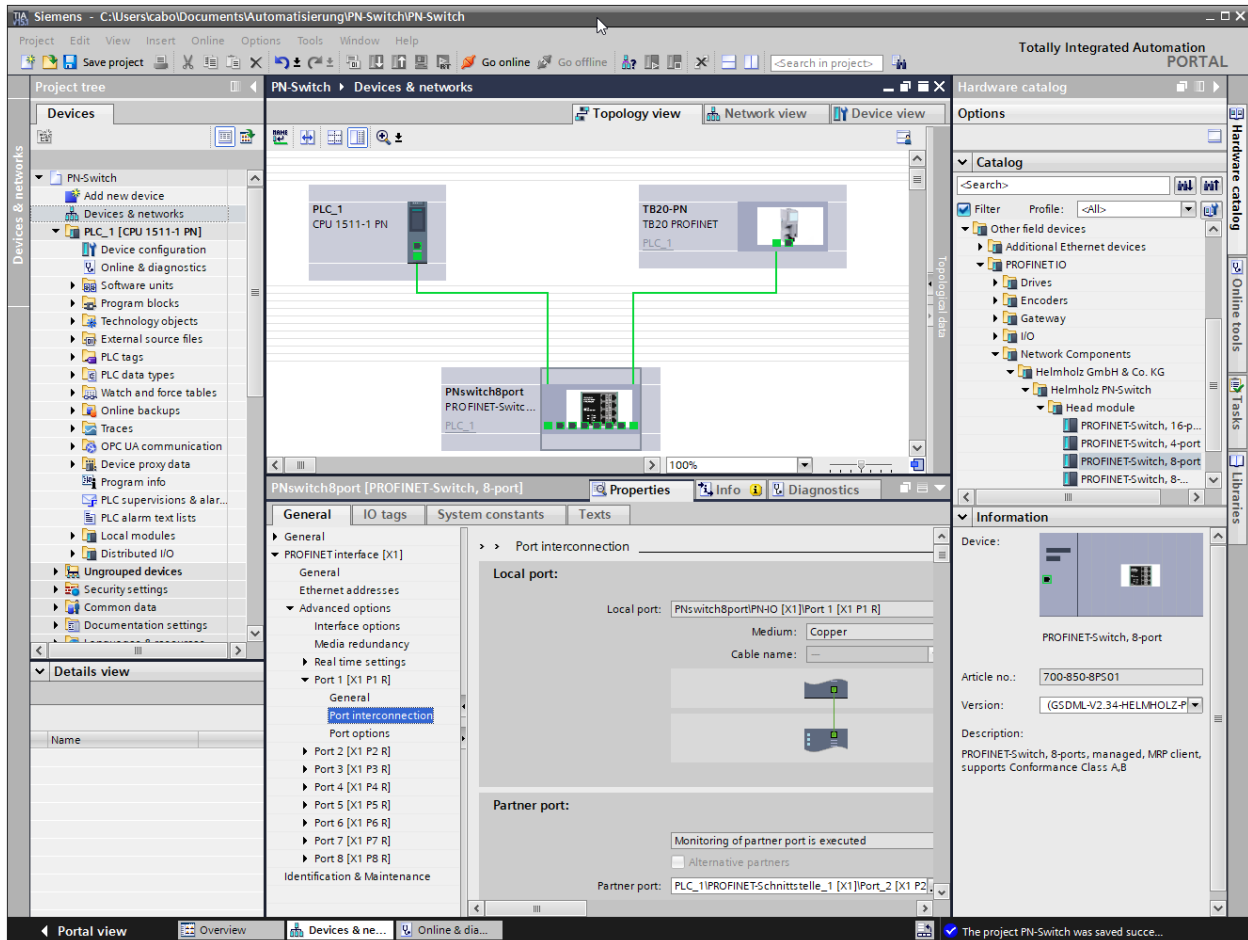 Siemens - C:\Users\cabo\Documents\Automatisierung\PN-Switch\PN-Switch
Project Edit View Insert Online Options Tools Window Help
Totally Integrated Automation
PORTAL
Save project
Go online
Go offline
<Search in project>
Project tree
Devices
Devices & networks
PN-Switch
Add new device
Devices & networks
PLC_1 [CPU 1511-1 PN]
Device configuration
Online & diagnostics
Software units
Program blocks
Technology objects
External source files
PLC tags
PLC data types
Watch and force tables
Online backups
Traces
OPC UA communication
Device proxy data
Program info
PLC supervisions & alar...
PLC alarm text lists
Local modules
Distributed I/O
Ungrouped devices
Security settings
Common data
Documentation settings
Languages & resources
Details view
Name
PN-Switch Devices & networks
Topology view
Network view
Device view
PLC_1
CPU 1511-1 PN
TB20-PN
TB20 PROFINET
PLC_1
PNswitch8port
PROFINET-Switc...
PLC_1
Topological data
100%
PNswitch8port [PROFINET-Switch, 8-port]
Properties
Info
Diagnostics
General
IO tags
System constants
Texts
General
PROFINET interface [X1]
General
Ethernet addresses
Advanced options
Interface options
Media redundancy
Real time settings
Port 1 [X1 P1 R]
General
Port interconnection
Port options
Port 2 [X1 P2 R]
Port 3 [X1 P3 R]
Port 4 [X1 P4 R]
Port 5 [X1 P5 R]
Port 6 [X1 P6 R]
Port 7 [X1 P7 R]
Port 8 [X1 P8 R]
Identification & Maintenance
> > Port interconnection
Local port:
Local port: PNswitch8port\PN-IO [X1]\Port 1 [X1 P1 R]
Medium: Copper
Cable name: —
Partner port:
Monitoring of partner port is executed
Alternative partners
Partner port: PLC_1\PROFINET-Schnittstelle_1 [X1]\Port_2 [X1 P2
Hardware catalog
Options
Catalog
<Search>
Filter Profile: <All>
Other field devices
Additional Ethernet devices
PROFINET IO
Drives
Encoders
Gateway
I/O
Network Components
Helmholz GmbH & Co. KG
Helmholz PN-Switch
Head module
PROFINET-Switch, 16-p...
PROFINET-Switch, 4-port
PROFINET-Switch, 8-port
PROFINET-Switch, 8-...
Information
Device:
PROFINET-Switch, 8-port
Article no.: 700-850-8PS01
Version: (GSDML-V2.34-HELMHOLZ-P
Description:
PROFINET-Switch, 8-ports, managed, MRP client,
supports Conformance Class A,B
Hardware catalog
Online tools
Tasks
Libraries
Portal view
Overview
Devices & ne...
Online & dia...
The project PN-Switch was saved succe...